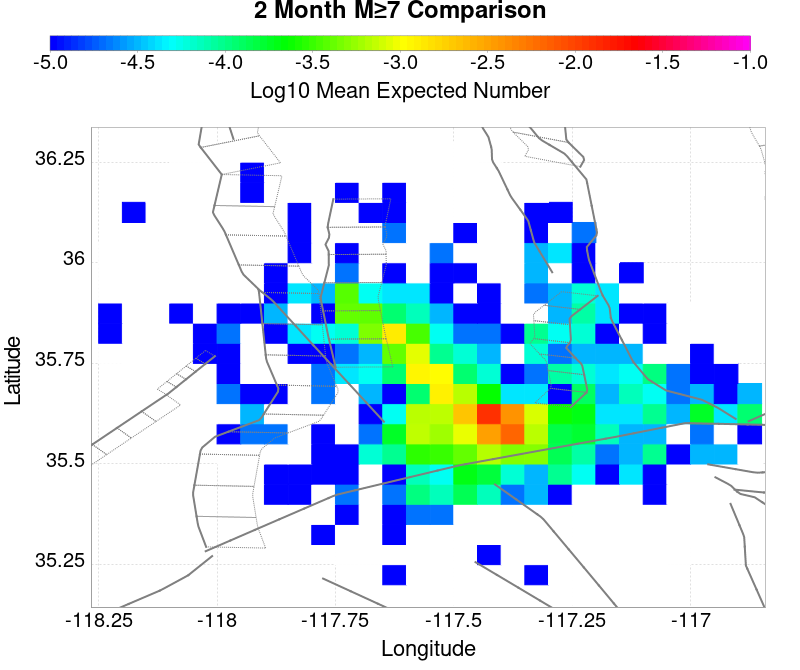 2 Month M≥7 Comparison
-5.0 -4.5 -4.0 -3.5 -3.0 -2.5 -2.0 -1.5 -1.0
Log10 Mean Expected Number
36.25
36
35.75
35.5
35.25
Latitude
-118.25 -118 -117.75 -117.5 -117.25 -117
Longitude